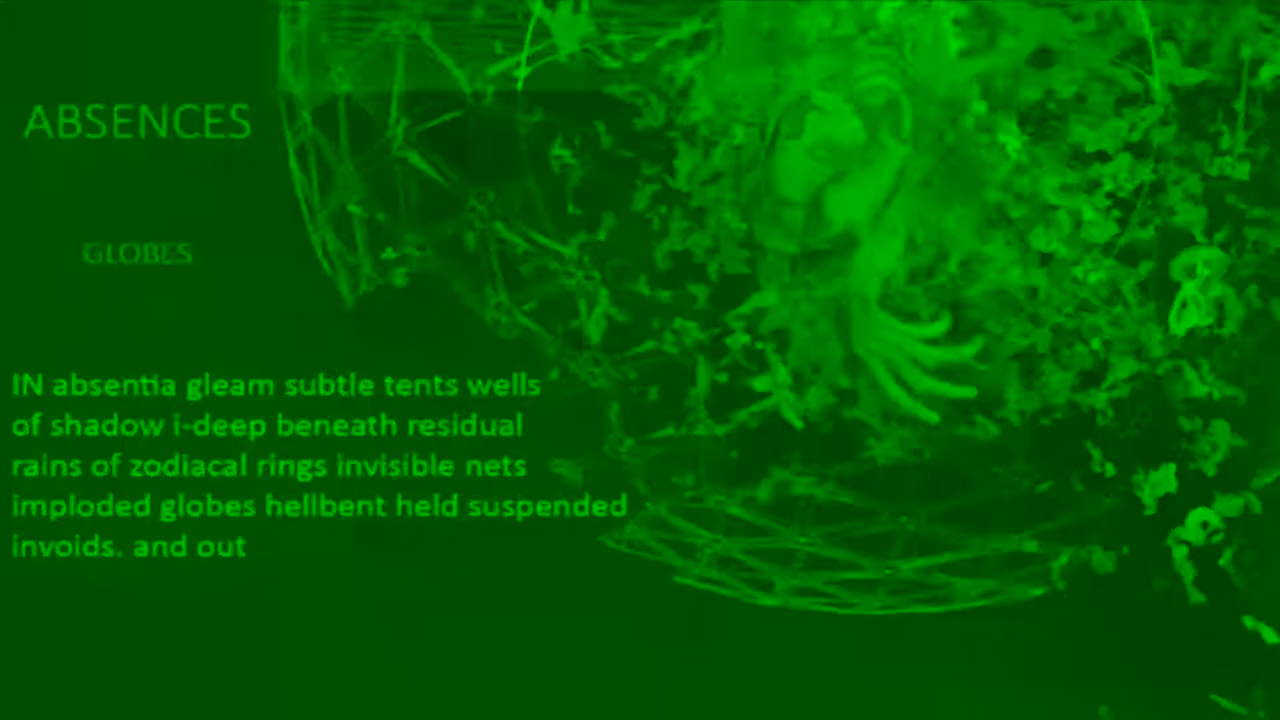 ABSENCES
GLOBES
IN absentia gleam subtle tents wells
of shadow i-deep beneath residual
rains of zodiacal rings invisible nets
imploded globes hellbent held suspended
invoids. and out